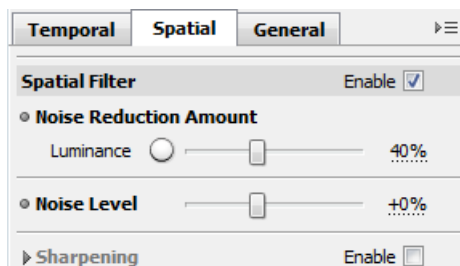 Temporal Spatial General
Spatial Filter Enable
Noise Reduction Amount
Luminance 40%
Noise Level +0%
Sharpening Enable